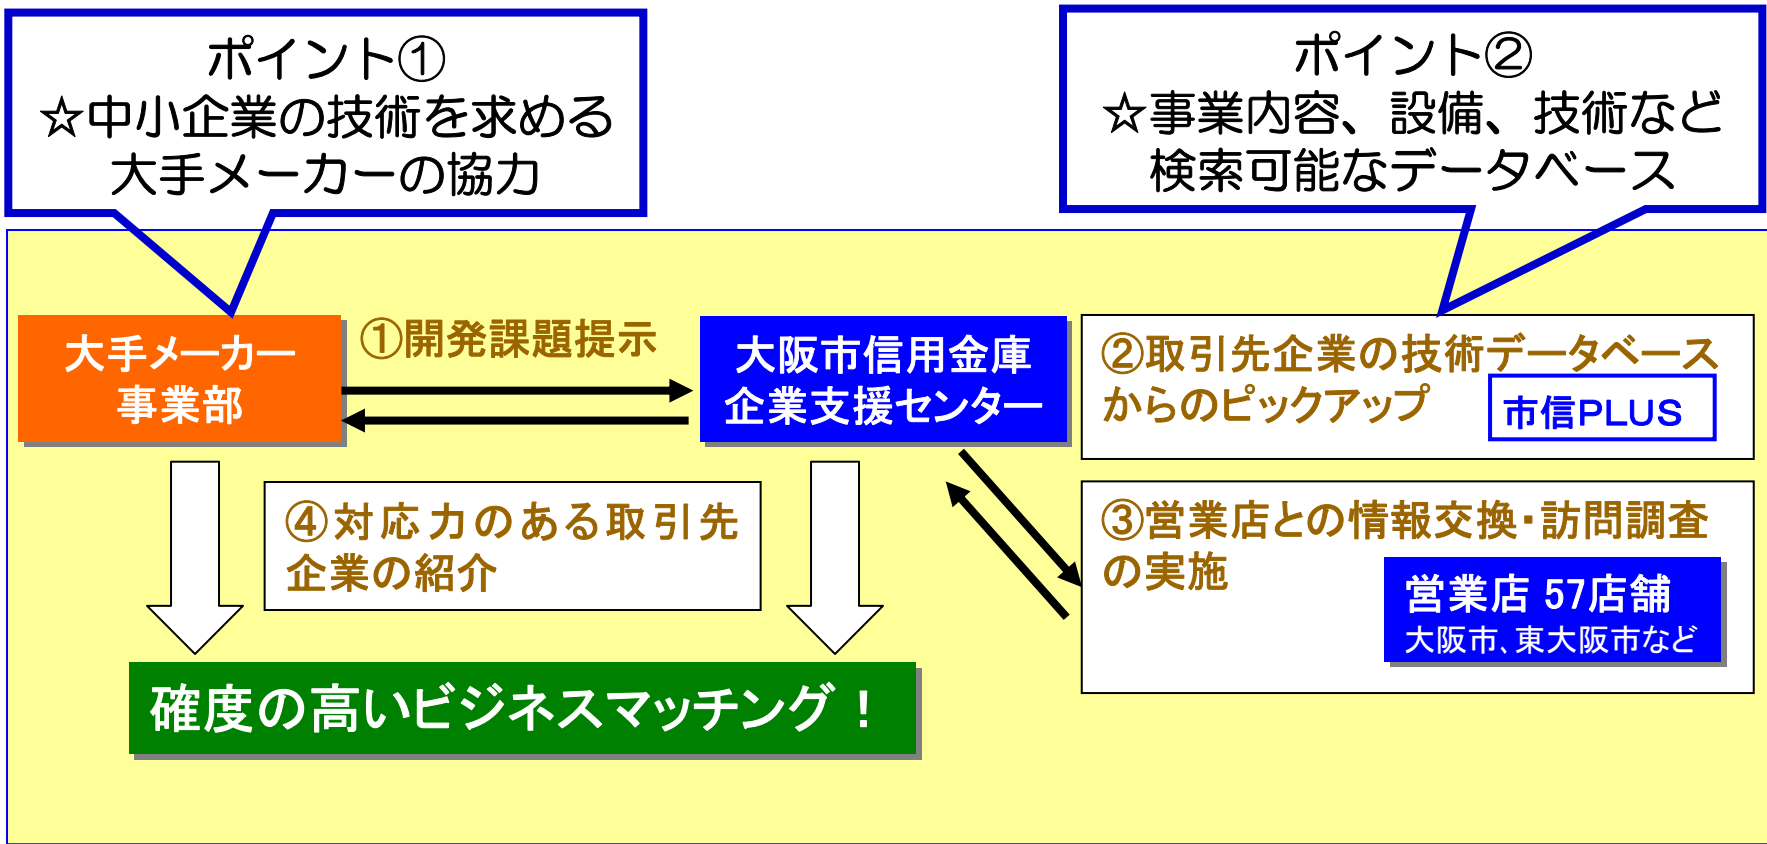 ポイント①
☆中小企業の技術を求める
大手メーカーの協力
ポイント②
☆事業内容、設備、技術など
検索可能なデータベース
大手メーカー
事業部
①開発課題提示
大阪市信用金庫
企業支援センター
②取引先企業の技術データベース
からのピックアップ
市信PLUS
④対応力のある取引先
企業の紹介
③営業店との情報交換・訪問調査
の実施
営業店 57店舗
大阪市、東大阪市など
確度の高いビジネスマッチング！